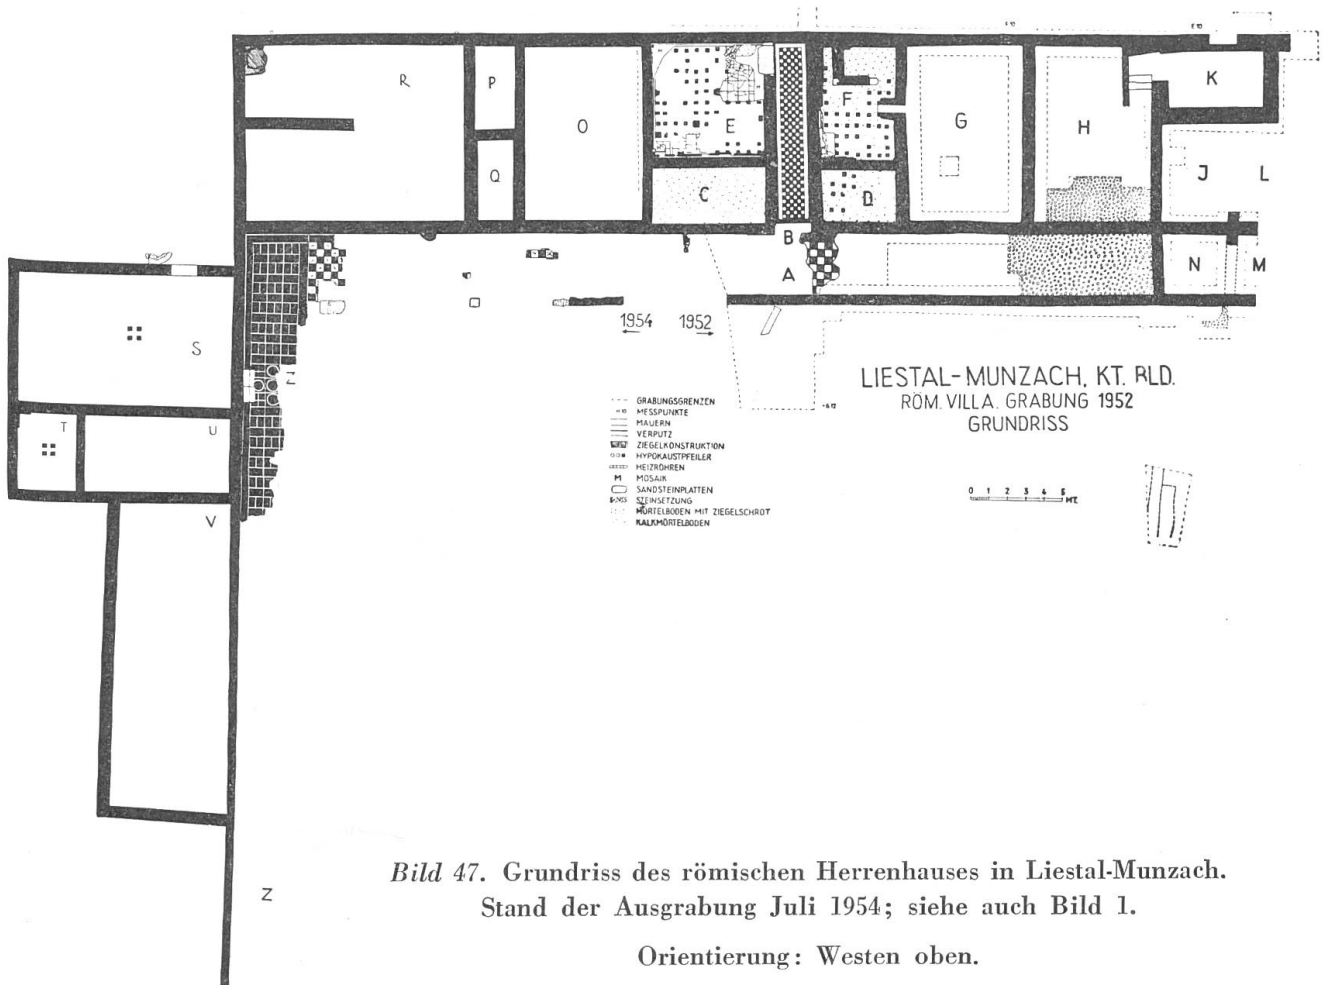 R
P
Q
O
E
C
F
D
G
H
K
J
L
B
A
N
M
S
T
U
V
Z
1954 1952
LIESTAL-MUNZACH, KT. BLD.
RÖM. VILLA. GRABUNG 1952
GRUNDRISS
GRABUNGSGRENZEN
MESSPUNKTE
MAUERN
VERPUTZ
ZIEGELKONSTRUKTION
HYPOKAUSTPFEILER
HEIZRÖHREN
M MOSAIK
SANDSTEINPLATTEN
STEINSETZUNG
MÖRTELBODEN MIT ZIEGELSCHROT
KALKMÖRTELBODEN
0 1 2 3 4 5 MT.
Bild 47. Grundriss des römischen Herrenhauses in Liestal-Munzach.
Stand der Ausgrabung Juli 1954; siehe auch Bild 1.
Orientierung: Westen oben.